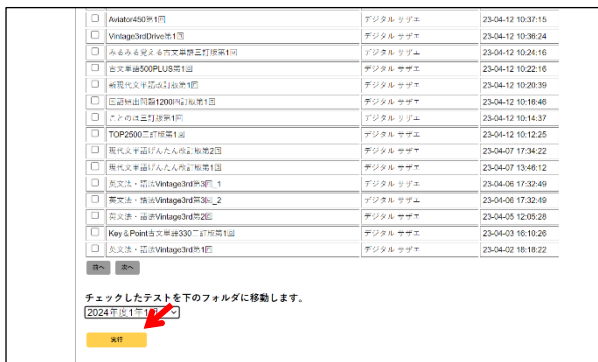 Aviator450第1回 デジタル サザエ 23-04-12 10:37:15
Vintage3rdDrive第1回 デジタル サザエ 23-04-12 10:36:24
みるみる覚える古文単語三訂版第1回 デジタル サザエ 23-04-12 10:24:16
古文単語500PLUS第1回 デジタル サザエ 23-04-12 10:22:16
新現代文単語改訂版第1回 デジタル サザエ 23-04-12 10:20:39
国語頻出問題1200四訂版第1回 デジタル サザエ 23-04-12 10:16:46
ことのは三訂版第1回 デジタル サザエ 23-04-12 10:14:37
TOP2500三訂版第1回 デジタル サザエ 23-04-12 10:12:25
現代文単語げんたん改訂版第2回 デジタル サザエ 23-04-07 17:34:22
現代文単語げんたん改訂版第1回 デジタル サザエ 23-04-07 13:46:12
英文法・語法Vintage3rd第3回_1 デジタル サザエ 23-04-06 17:32:49
英文法・語法Vintage3rd第3回_2 デジタル サザエ 23-04-06 17:32:49
英文法・語法Vintage3rd第2回 デジタル サザエ 23-04-05 12:05:28
Key＆Point古文単語330三訂版第1回 デジタル サザエ 23-04-03 16:10:26
英文法・語法Vintage3rd第1回 デジタル サザエ 23-04-02 18:18:22
前へ 次へ
チェックしたテストを下のフォルダに移動します。
2024年度1年1
実行